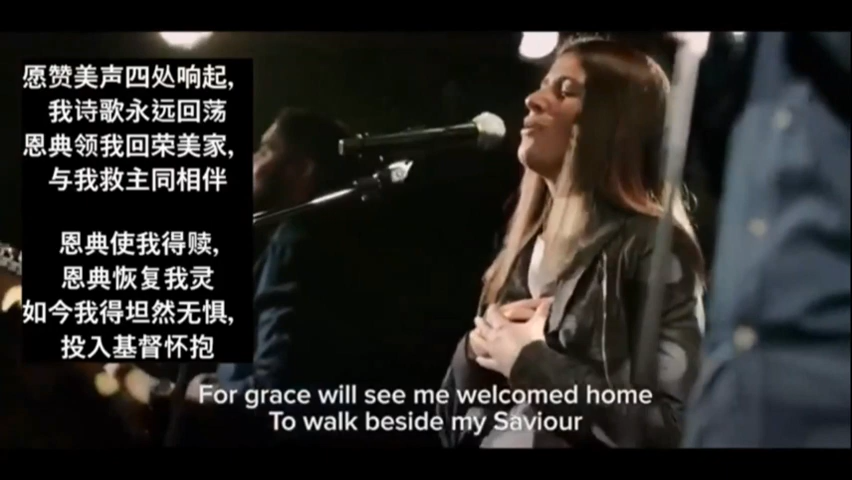 愿赞美声四处响起,
我诗歌永远回荡
恩典领我回荣美家,
与我救主同相伴
恩典使我得赎,
恩典恢复我灵
如今我得坦然无惧,
投入基督怀抱
For grace will see me welcomed home
To walk beside my Saviour